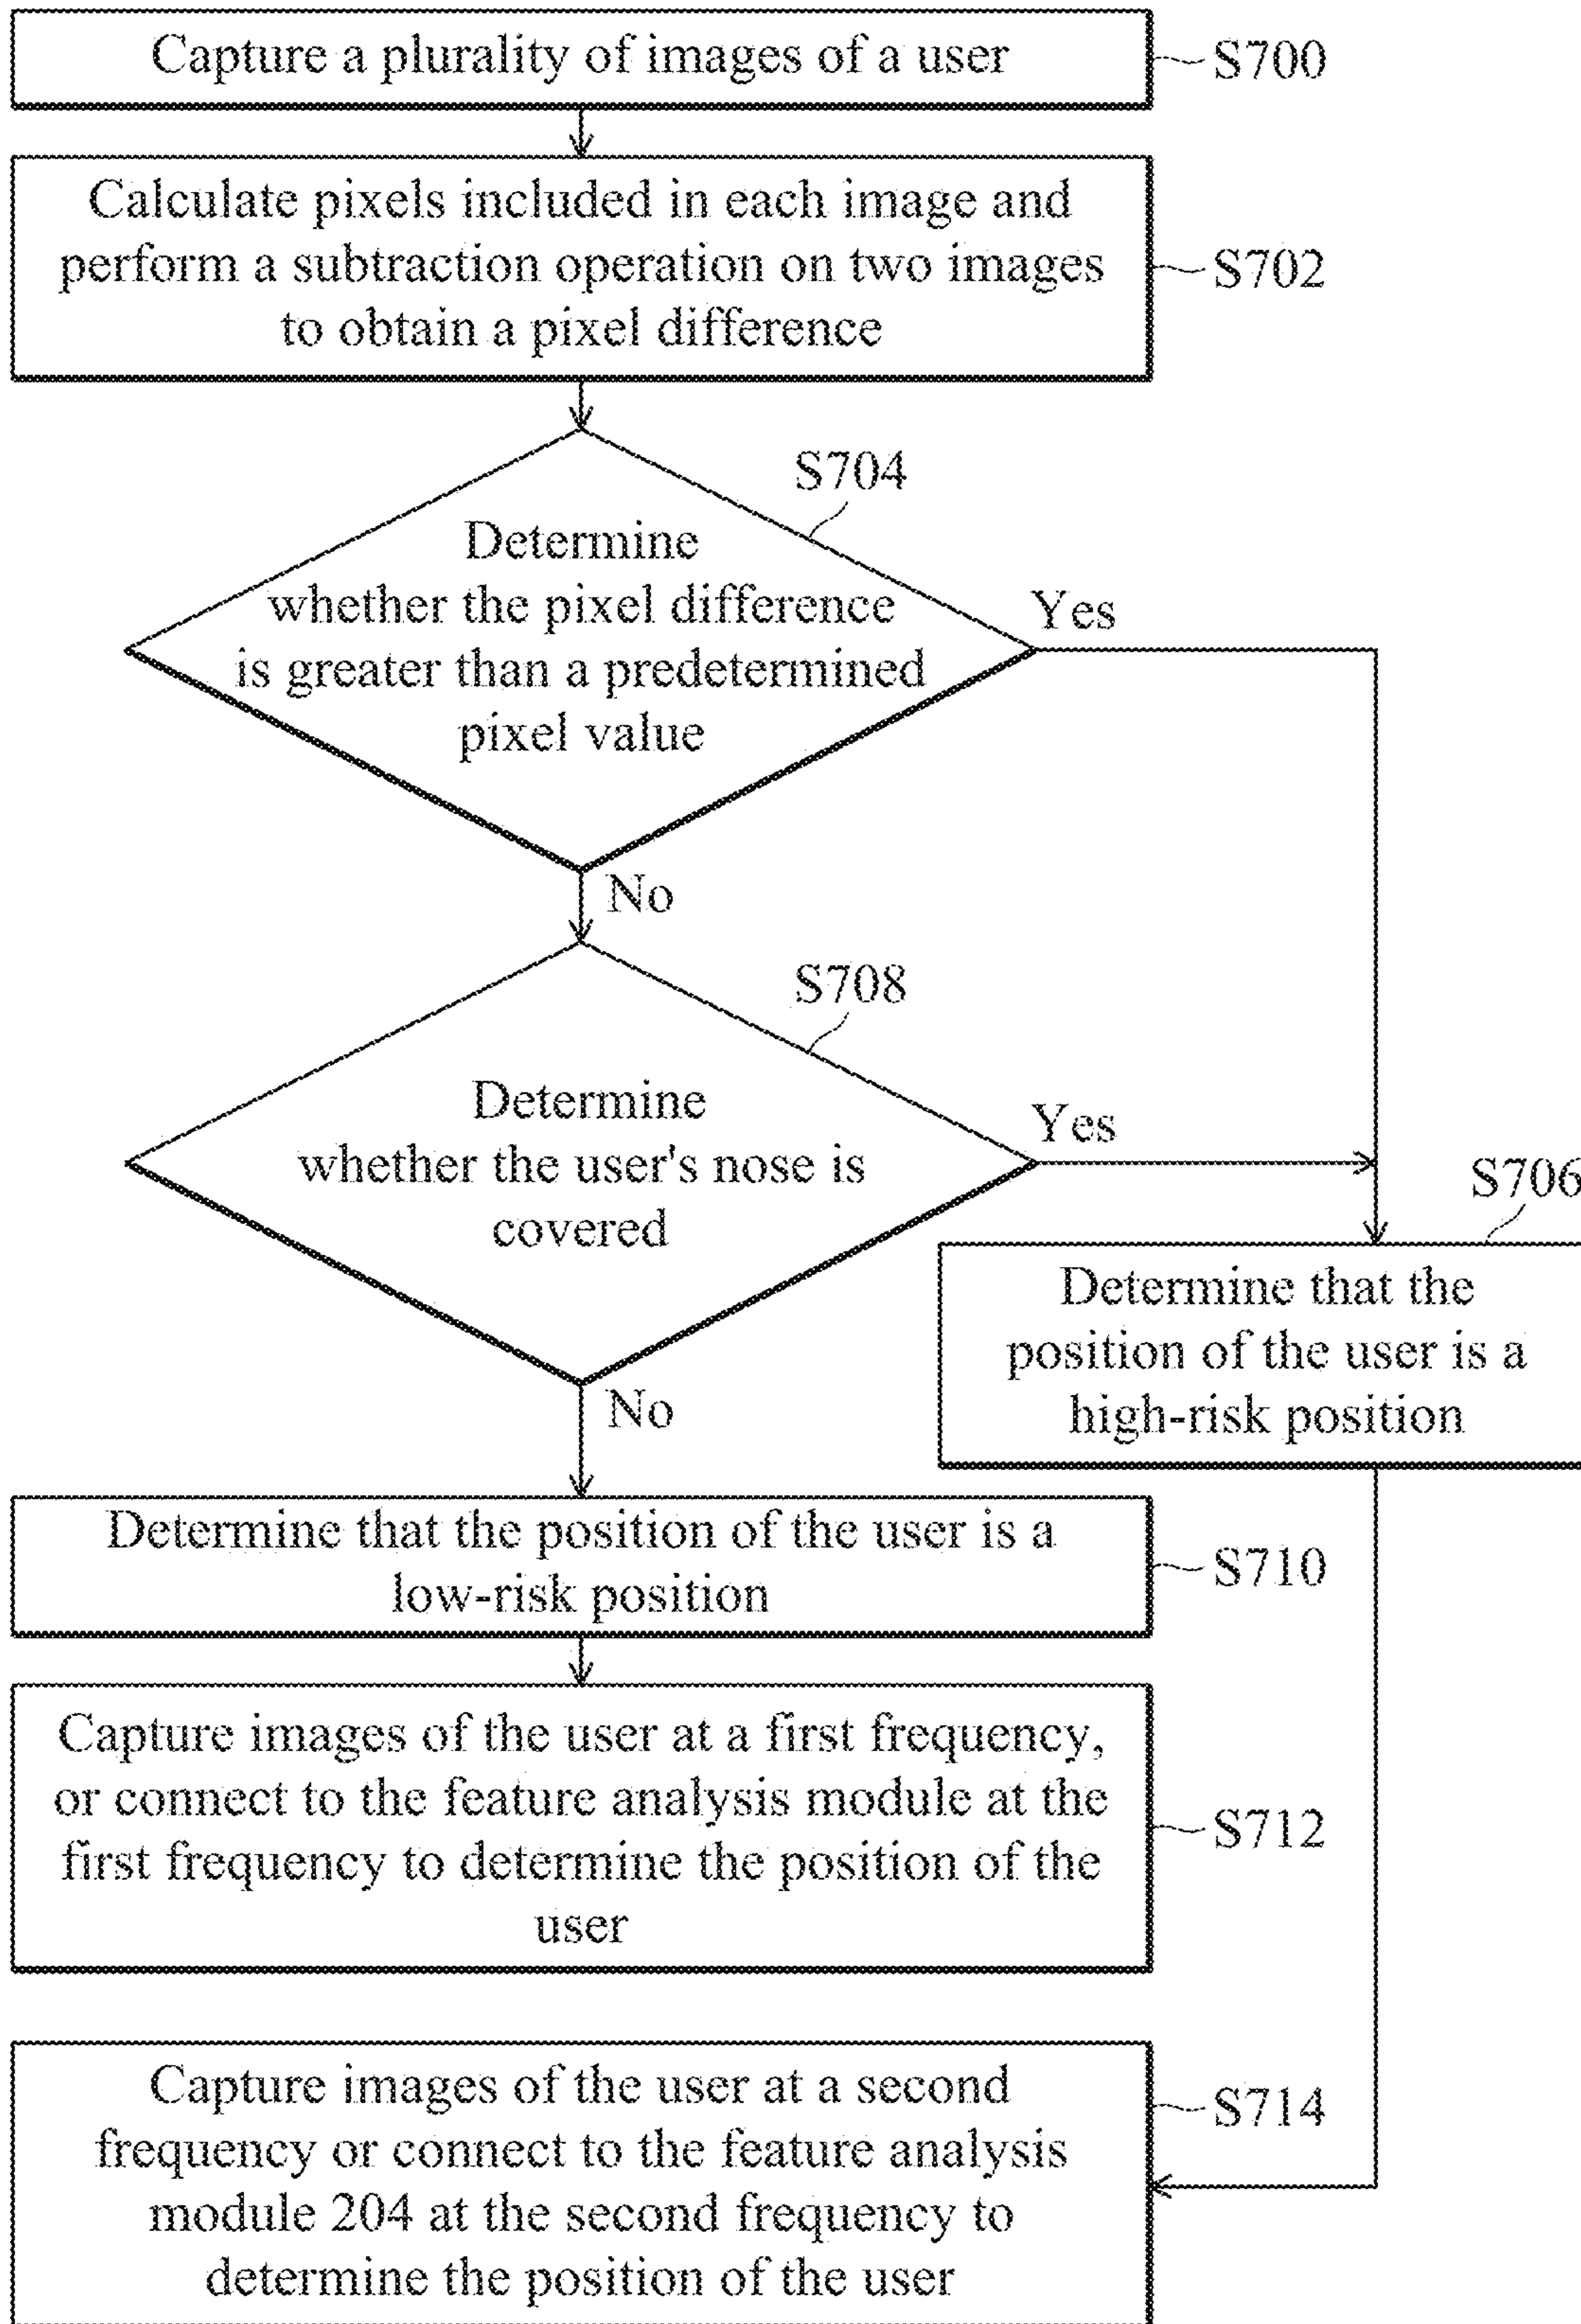 Capture a plurality of images of a user
S700
Calculate pixels included in each image and
perform a subtraction operation on two images
to obtain a pixel difference
S702
S704
Determine
whether the pixel difference
is greater than a predetermined
pixel value
Yes
No
S708
Determine
whether the user's nose is
covered
Yes
No
S706
Determine that the
position of the user is a
high-risk position
Determine that the position of the user is a
low-risk position
S710
Capture images of the user at a first frequency,
or connect to the feature analysis module at the
first frequency to determine the position of the
user
S712
Capture images of the user at a second
frequency or connect to the feature analysis
module 204 at the second frequency to
determine the position of the user
S714